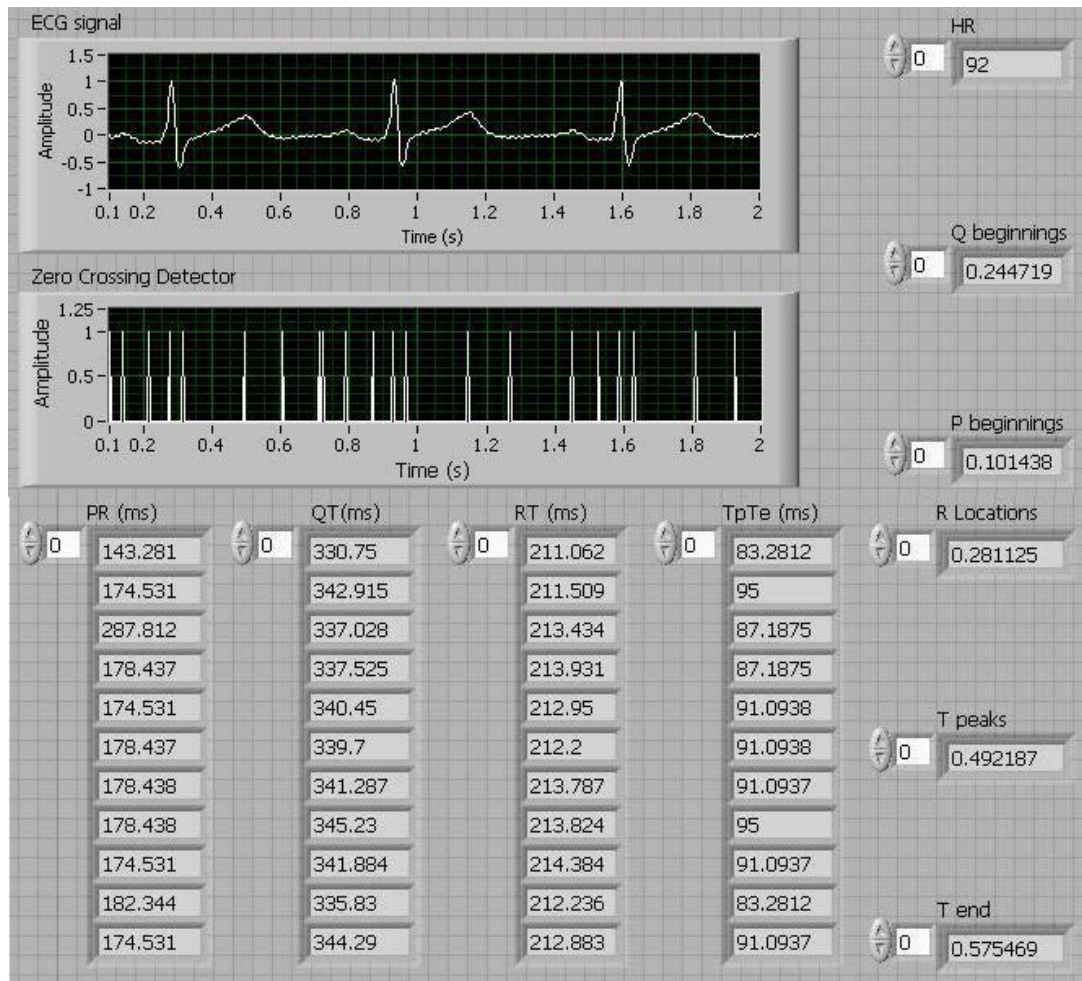 ECG signal
HR
0
92
Amplitude
1.5
1
0.5
0
-0.5
-1
0.1 0.2 0.4 0.6 0.8 1 1.2 1.4 1.6 1.8 2
Time (s)
Q beginnings
0
0.244719
Zero Crossing Detector
Amplitude
1.25
1
0.5
0
0.1 0.2 0.4 0.6 0.8 1 1.2 1.4 1.6 1.8 2
Time (s)
P beginnings
0
0.101438
PR (ms) QT(ms) RT (ms) TpTe (ms) R Locations
0 143.281 0 330.75 0 211.062 0 83.2812 0 0.281125
174.531 342.915 211.509 95
287.812 337.028 213.434 87.1875
178.437 337.525 213.931 87.1875
174.531 340.45 212.95 91.0938
T peaks
178.437 339.7 212.2 91.0938 0 0.492187
178.438 341.287 213.787 91.0937
178.438 345.23 213.824 95
174.531 341.884 214.384 91.0937
182.344 335.83 212.236 83.2812
T end
174.531 344.29 212.883 91.0937 0 0.575469